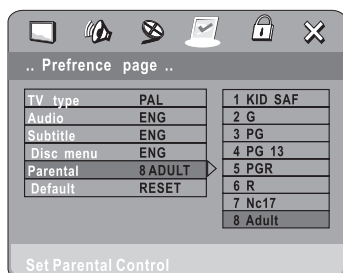 .. Prefrence page ..
TV type PAL
Audio ENG
Subtitle ENG
Disc menu ENG
Parental 8 ADULT
Default RESET
1 KID SAF
2 G
3 PG
4 PG 13
5 PGR
6 R
7 Nc17
8 Adult
Set Parental Control